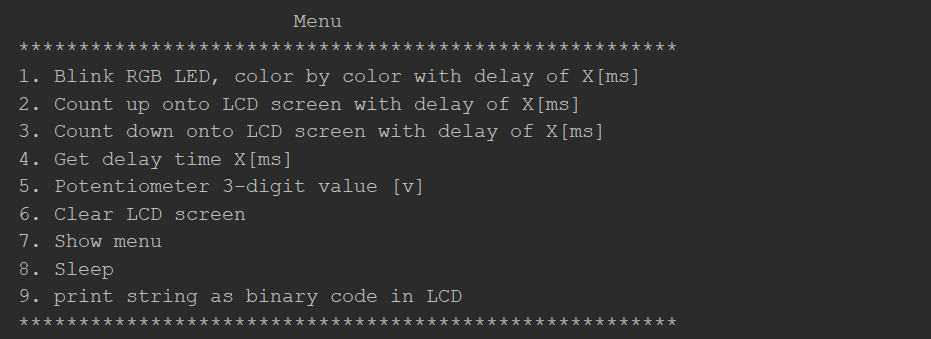 Menu
*******************************************************
1. Blink RGB LED, color by color with delay of X[ms]
2. Count up onto LCD screen with delay of X[ms]
3. Count down onto LCD screen with delay of X[ms]
4. Get delay time X[ms]
5. Potentiometer 3-digit value [v]
6. Clear LCD screen
7. Show menu
8. Sleep
9. print string as binary code in LCD
*******************************************************